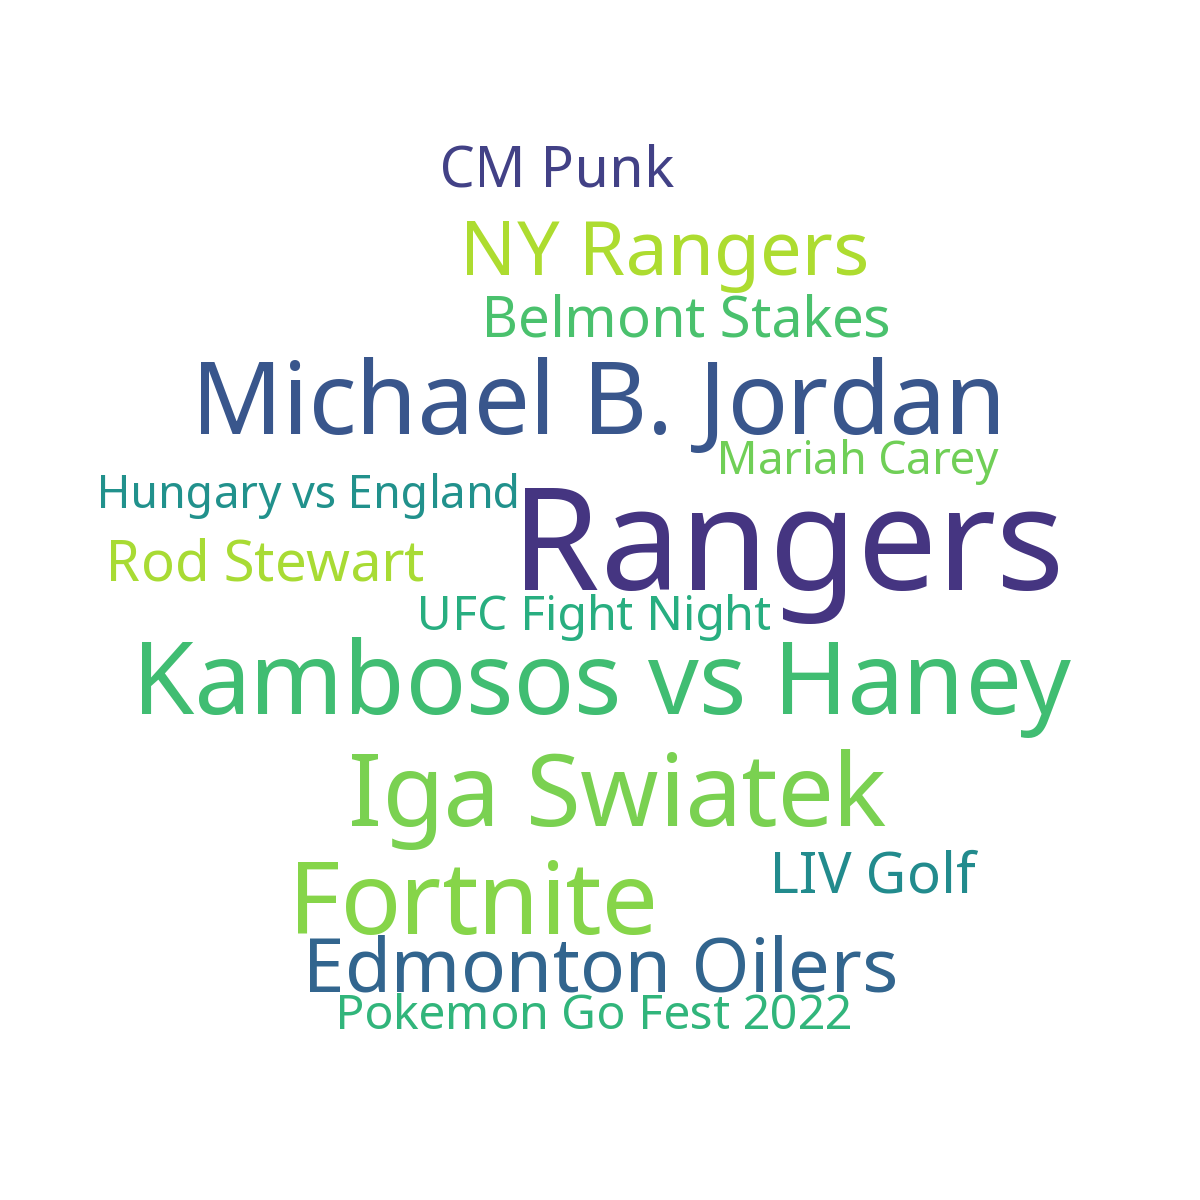 CM Punk
NY Rangers
Belmont Stakes
Michael B. Jordan
Mariah Carey
Hungary vs England
Rangers
Rod Stewart
UFC Fight Night
Kambosos vs Haney
Iga Swiatek
LIV Golf
Fortnite
Edmonton Oilers
Pokemon Go Fest 2022